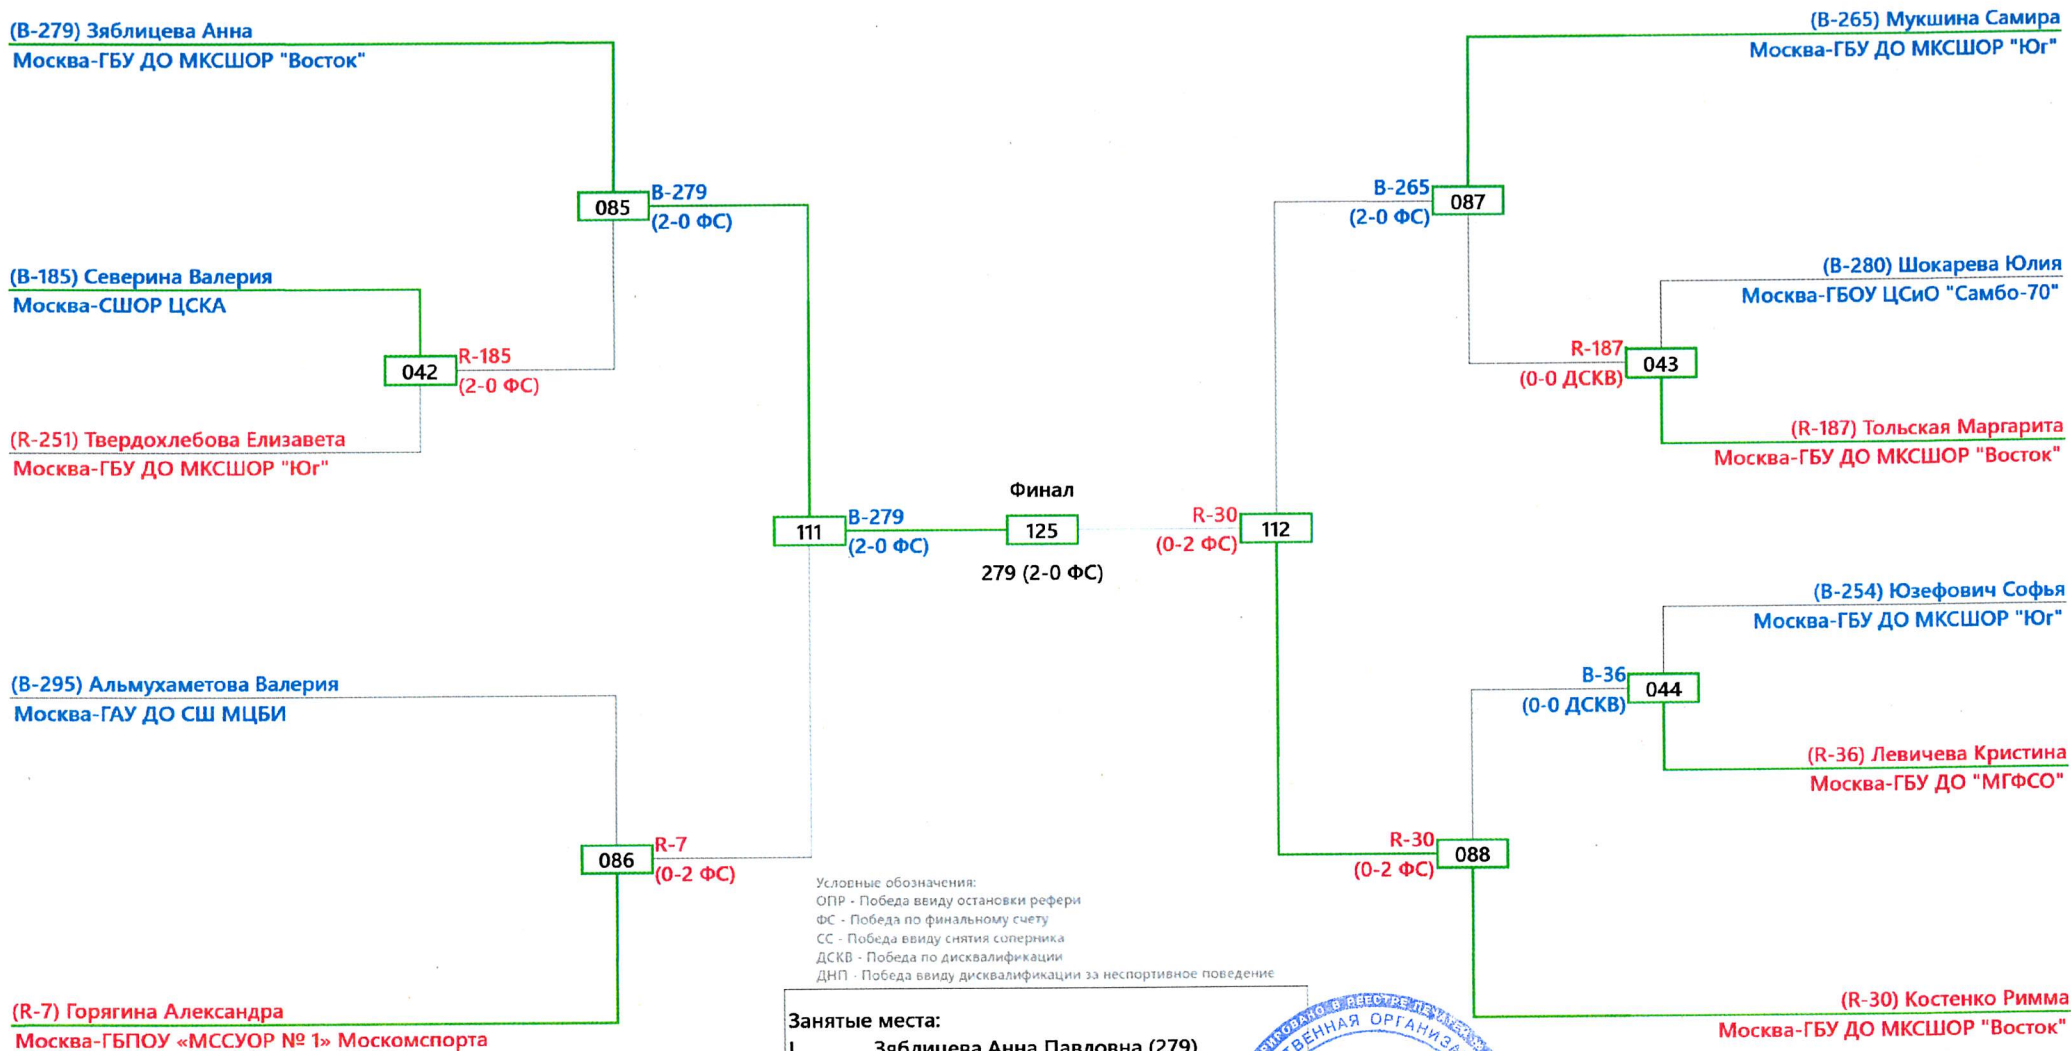 (B-279) Зяблицева Анна
Москва-ГБУ ДО МКСШОР "Восток"
(B-265) Мукшина Самира
Москва-ГБУ ДО МКСШОР "Юг"
085
B-279
(2-0 ФС)
B-265
(2-0 ФС)
087
(B-185) Северина Валерия
Москва-СШОР ЦСКА
(B-280) Шокарева Юлия
Москва-ГБОУ ЦСиО "Самбо-70"
042
R-185
(2-0 ФС)
R-187
(0-0 ДСКВ)
043
(R-251) Твердохлебова Елизавета
Москва-ГБУ ДО МКСШОР "Юг"
(R-187) Тольская Маргарита
Москва-ГБУ ДО МКСШОР "Восток"
Финал
111
B-279
(2-0 ФС)
125
279 (2-0 ФС)
R-30
(0-2 ФС)
112
(B-254) Юзефович Софья
Москва-ГБУ ДО МКСШОР "Юг"
(B-295) Альмухаметова Валерия
Москва-ГАУ ДО СШ МЦБИ
B-36
(0-0 ДСКВ)
044
(R-36) Левичева Кристина
Москва-ГБУ ДО "МГФСО"
086
R-7
(0-2 ФС)
R-30
(0-2 ФС)
088
Условные обозначения:
ОПР - Победа ввиду остановки рефери
ФС - Победа по финальному счету
СС - Победа ввиду снятия соперника
ДСКВ - Победа по дисквалификации
ДНП - Победа ввиду дисквалификации за неспортивное поведение
(R-7) Горягина Александра
Москва-ГБПОУ «МССУОР № 1» Москомспорта
(R-30) Костенко Римма
Москва-ГБУ ДО МКСШОР "Восток"
Занятые места:
I Зяблицева Анна Павловна (279)